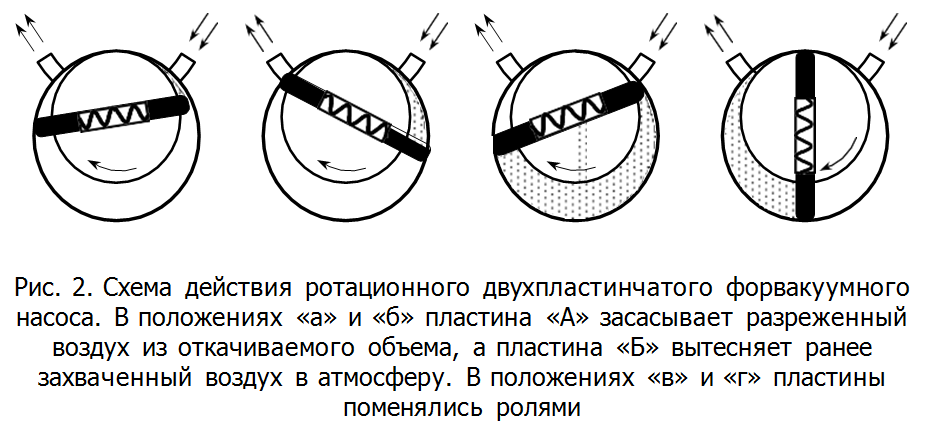 Рис. 2. Схема действия ротационного двухпластинчатого форвакуумного
насоса. В положениях «а» и «б» пластина «А» засасывает разреженный
воздух из откачиваемого объема, а пластина «Б» вытесняет ранее
захваченный воздух в атмосферу. В положениях «в» и «г» пластины
поменялись ролями